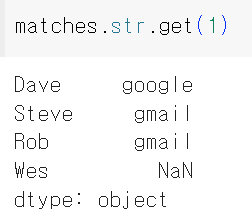 matches.str.get(1)
Dave google
Steve gmail
Rob gmail
Wes NaN
dtype: object